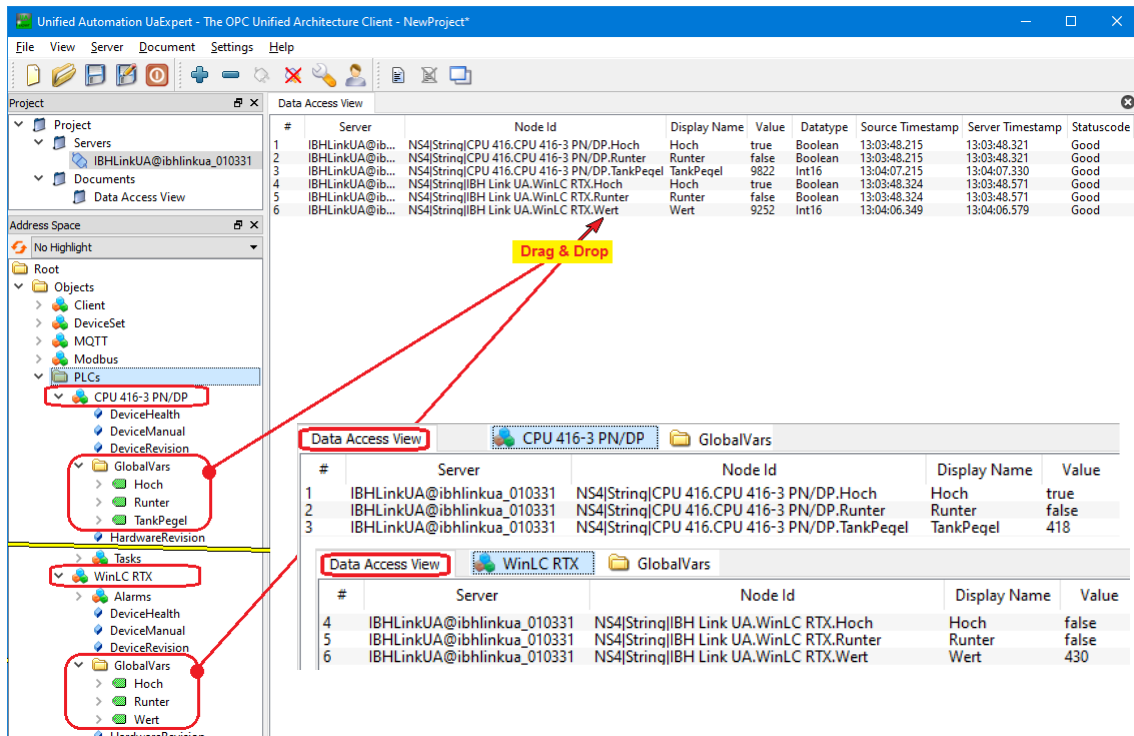 Unified Automation UaExpert - The OPC Unified Architecture Client - NewProject*
File View Server Document Settings Help
Project
Project
Servers
IBHLinkUA@ibhlinkua_010331
Documents
Data Access View
Address Space
No Highlight
Root
Objects
Client
DeviceSet
MQTT
Modbus
PLCs
CPU 416-3 PN/DP
DeviceHealth
DeviceManual
DeviceRevision
GlobalVars
Hoch
Runter
TankPegel
HardwareRevision
Tasks
WinLC RTX
Alarms
DeviceHealth
DeviceManual
DeviceRevision
GlobalVars
Hoch
Runter
Wert
HardwareRevision
Data Access View
# Server Node Id Display Name Value Datatype Source Timestamp Server Timestamp Statuscode
1 IBHLinkUA@ib... NS4|String|CPU 416.CPU 416-3 PN/DP.Hoch Hoch true Boolean 13:03:48.215 13:03:48.321 Good
2 IBHLinkUA@ib... NS4|String|CPU 416.CPU 416-3 PN/DP.Runter Runter false Boolean 13:03:48.215 13:03:48.321 Good
3 IBHLinkUA@ib... NS4|String|CPU 416.CPU 416-3 PN/DP.TankPegel TankPegel 9822 Int16 13:04:07.215 13:04:07.330 Good
4 IBHLinkUA@ib... NS4|String|IBH Link UA.WinLC RTX.Hoch Hoch true Boolean 13:03:48.324 13:03:48.571 Good
5 IBHLinkUA@ib... NS4|String|IBH Link UA.WinLC RTX.Runter Runter false Boolean 13:03:48.324 13:03:48.571 Good
6 IBHLinkUA@ib... NS4|String|IBH Link UA.WinLC RTX.Wert Wert 9252 Int16 13:04:06.349 13:04:06.579 Good
Drag & Drop
Data Access View CPU 416-3 PN/DP GlobalVars
# Server Node Id Display Name Value
1 IBHLinkUA@ibhlinkua_010331 NS4|String|CPU 416.CPU 416-3 PN/DP.Hoch Hoch true
2 IBHLinkUA@ibhlinkua_010331 NS4|String|CPU 416.CPU 416-3 PN/DP.Runter Runter false
3 IBHLinkUA@ibhlinkua_010331 NS4|String|CPU 416.CPU 416-3 PN/DP.TankPegel TankPegel 418
Data Access View WinLC RTX GlobalVars
# Server Node Id Display Name Value
4 IBHLinkUA@ibhlinkua_010331 NS4|String|IBH Link UA.WinLC RTX.Hoch Hoch false
5 IBHLinkUA@ibhlinkua_010331 NS4|String|IBH Link UA.WinLC RTX.Runter Runter false
6 IBHLinkUA@ibhlinkua_010331 NS4|String|IBH Link UA.WinLC RTX.Wert Wert 430